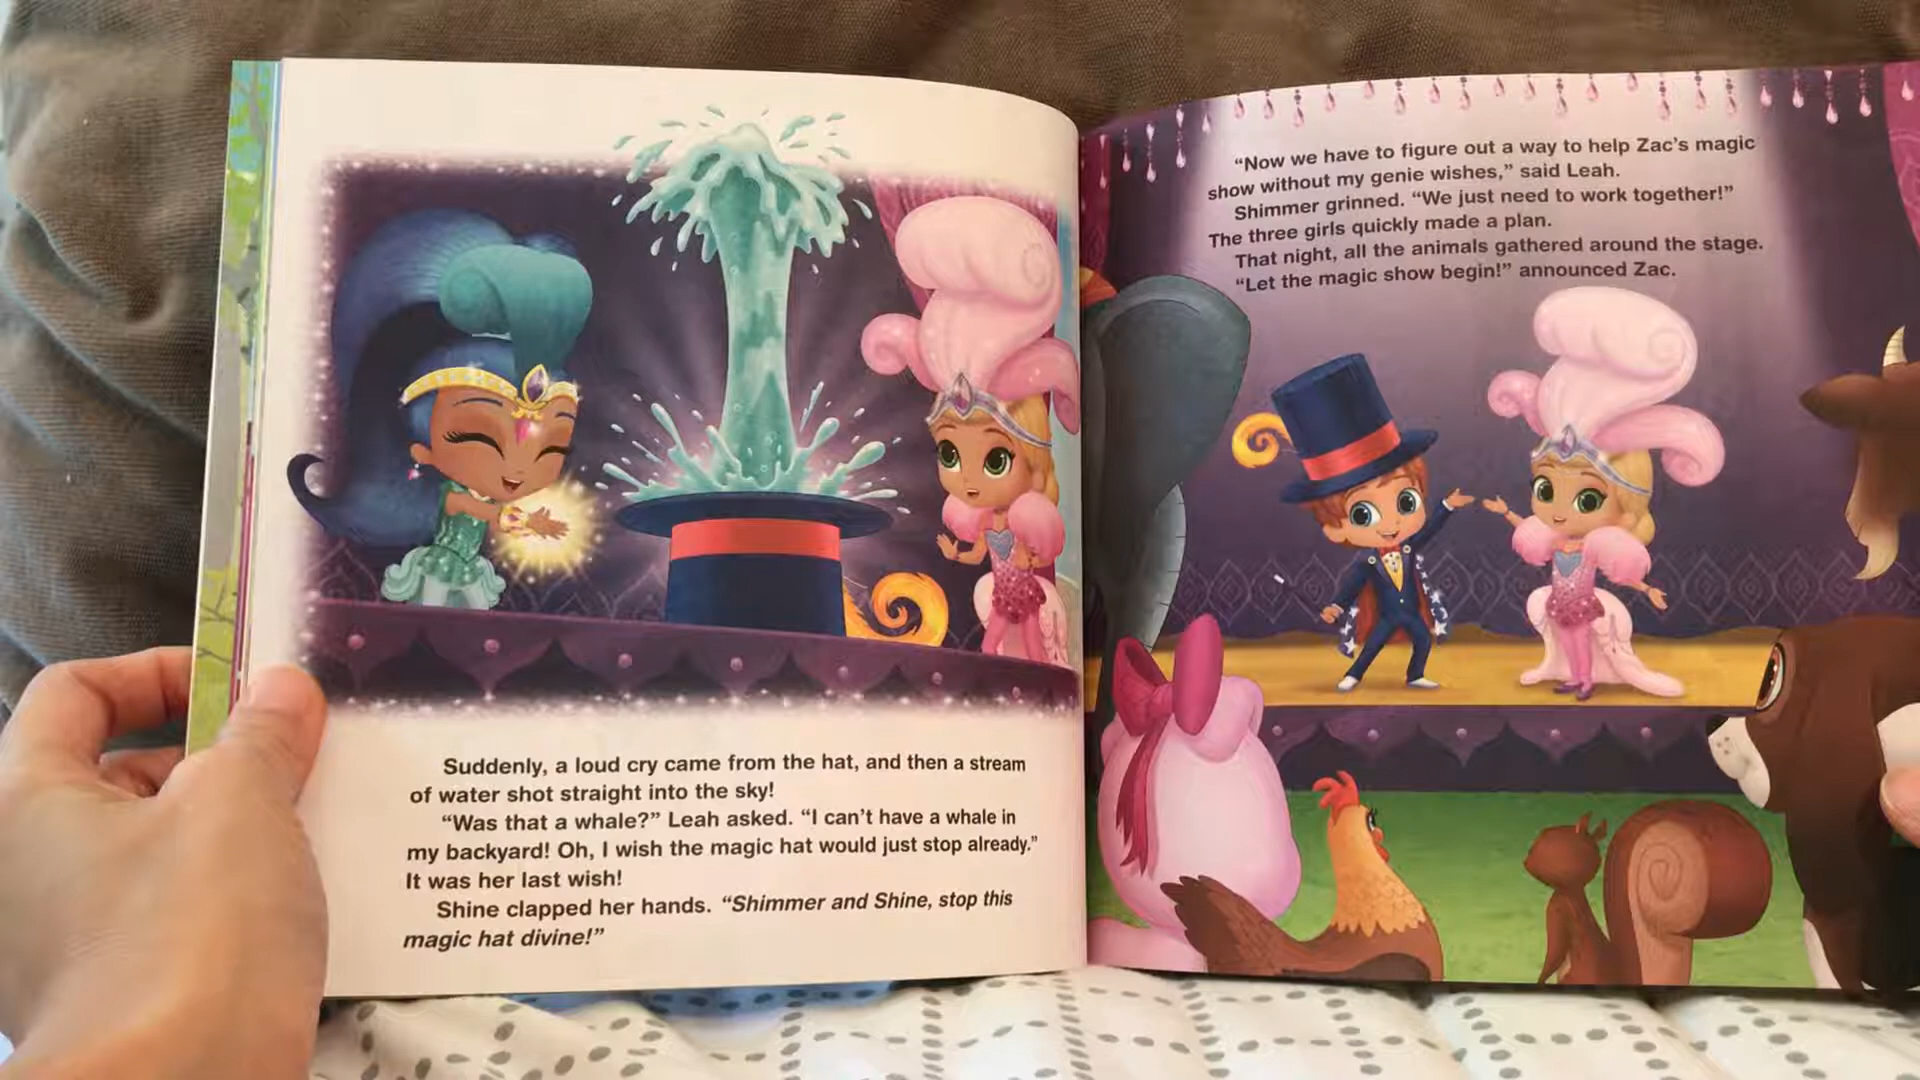 Suddenly, a loud cry came from the hat, and then a stream
of water shot straight into the sky!
“Was that a whale?” Leah asked. “I can’t have a whale in
my backyard! Oh, I wish the magic hat would just stop already.”
It was her last wish!
Shine clapped her hands. “Shimmer and Shine, stop this
magic hat divine!”
“Now we have to figure out a way to help Zac’s magic
show without my genie wishes,” said Leah.
Shimmer grinned. “We just need to work together!”
The three girls quickly made a plan.
That night, all the animals gathered around the stage.
“Let the magic show begin!” announced Zac.